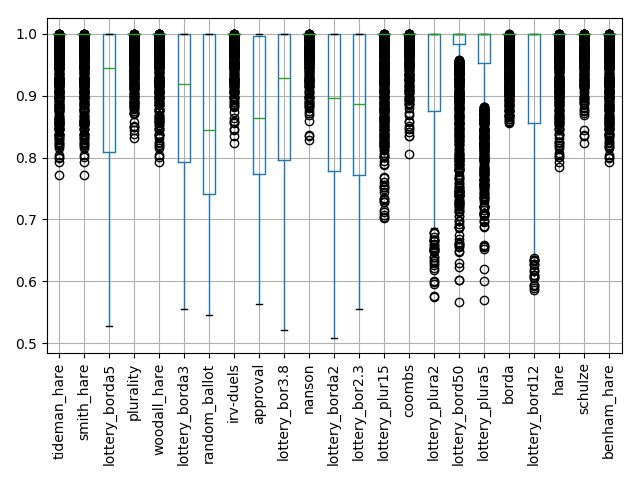 1.0
0.9
0.8
0.7
0.6
0.5
tideman_hare
smith_hare
lottery_borda5
plurality
woodall_hare
lottery_borda3
random_ballot
irv-duels
approval
lottery_bor3.8
nanson
lottery_borda2
lottery_bor2.3
lottery_plur15
coombs
lottery_plura2
lottery_bord50
lottery_plura5
borda
lottery_bord12
hare
schulze
benham_hare